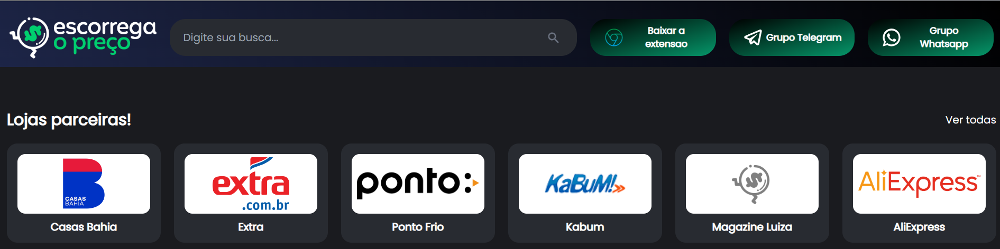 escorrega
o preço
Digite sua busca...
Baixar a
extensao
Grupo Telegram
Grupo
Whatsapp
Lojas parceiras!
Ver todas
CASAS
BAHIA
extra
.com.br
ponto:
KaBuM!
AliExpress™
Casas Bahia
Extra
Ponto Frio
Kabum
Magazine Luiza
AliExpress